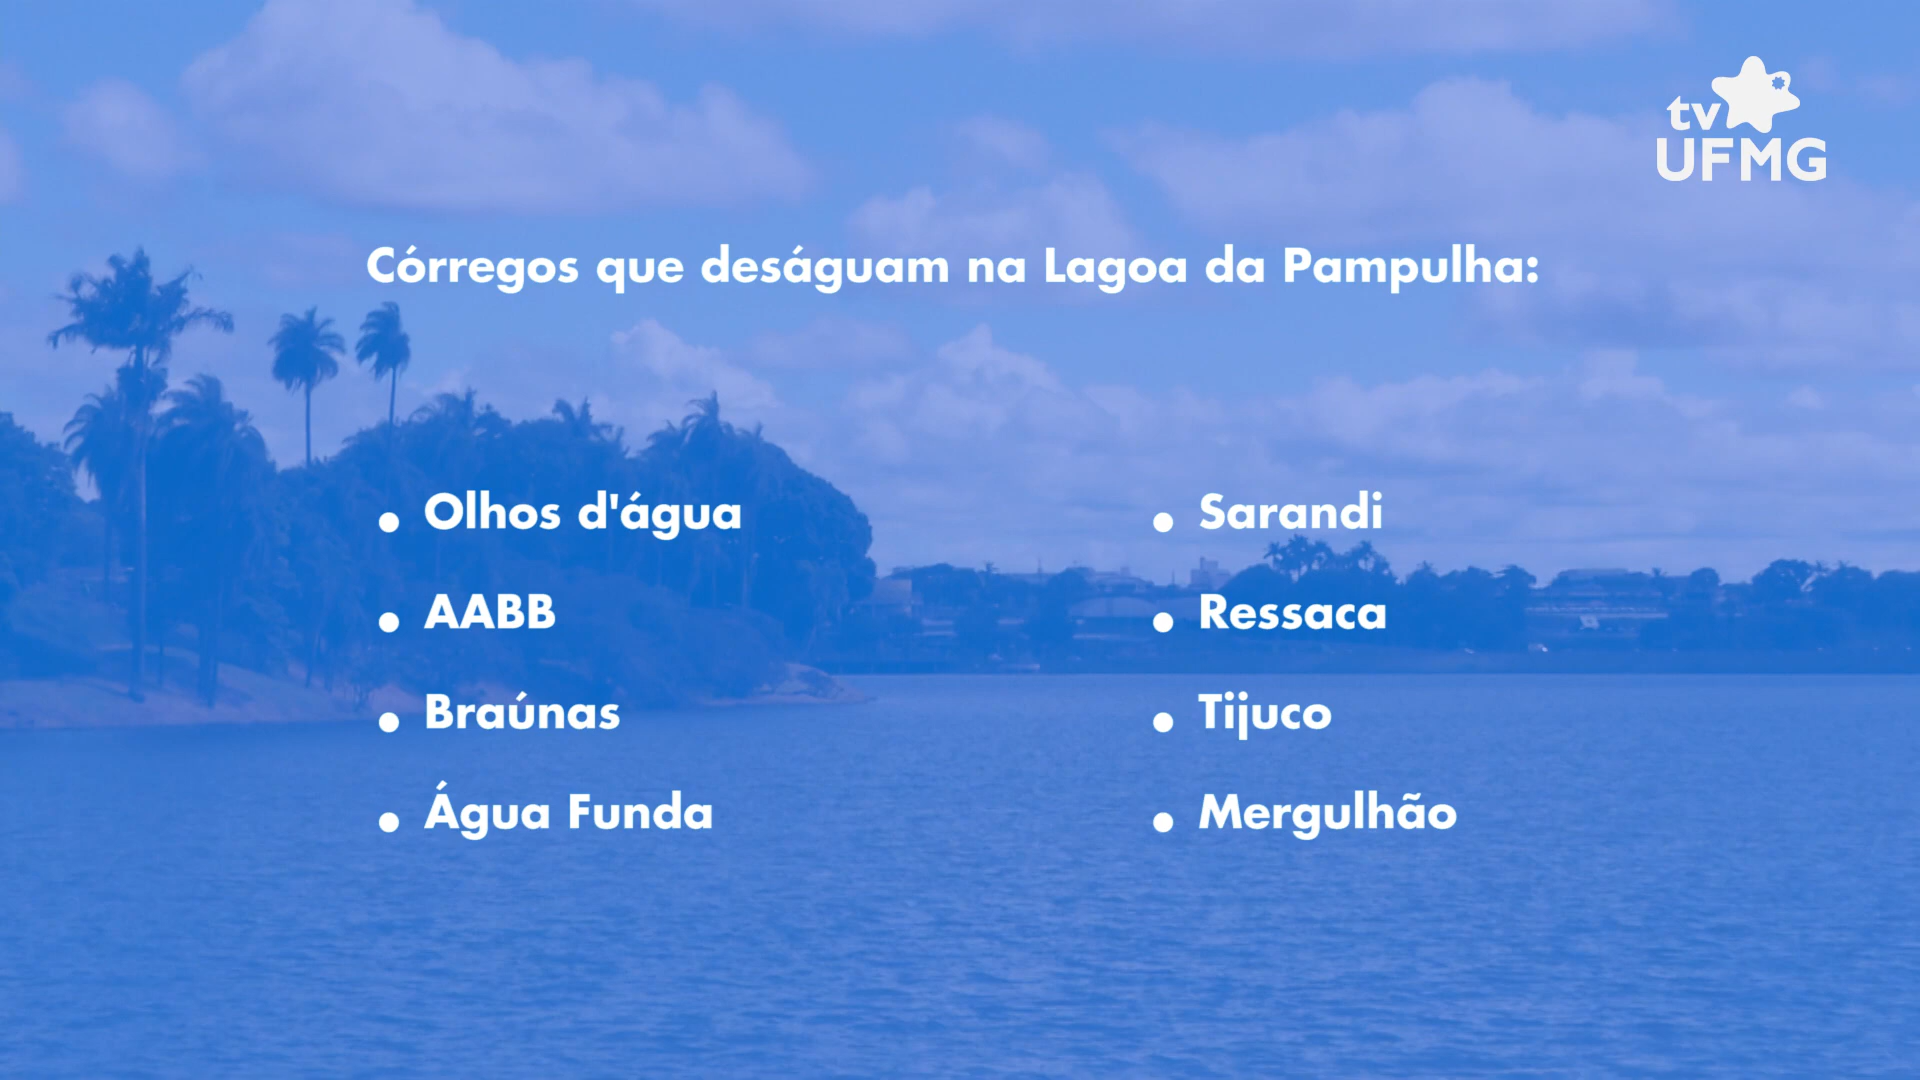 tv
UFMG
Córregos que deságuam na Lagoa da Pampulha:
• Olhos d'água
• AABB
• Braúnas
• Água Funda
• Sarandi
• Ressaca
• Tijuco
• Mergulhão